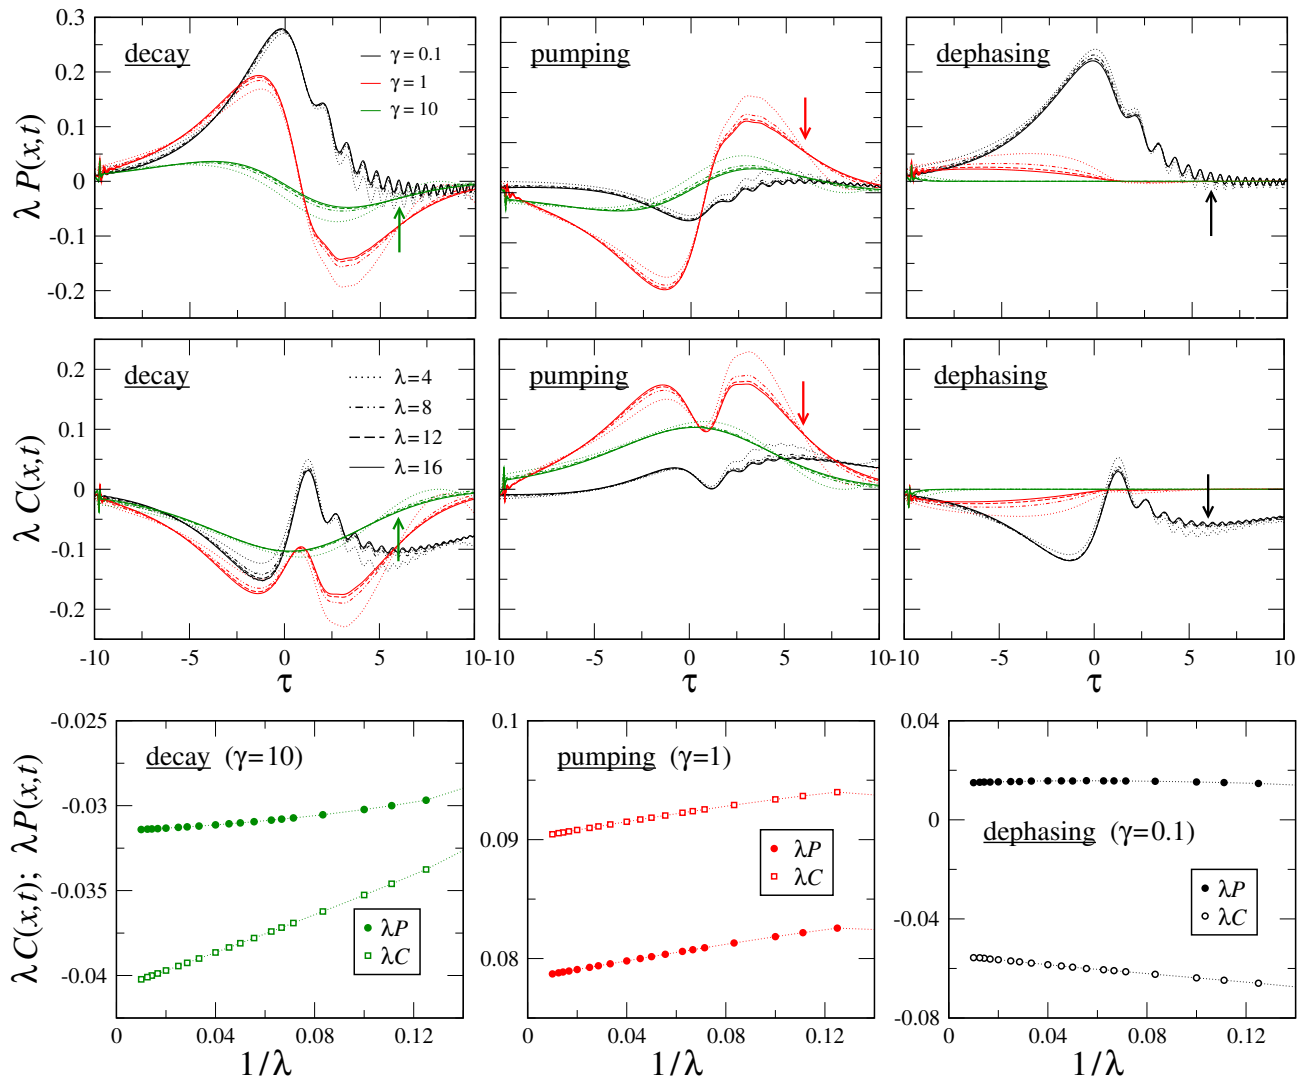 λ P(x,t)
0.3
0.2
0.1
0
-0.1
-0.2
decay
γ = 0.1
γ = 1
γ = 10
pumping
dephasing
λ C(x,t)
0.2
0.1
0
-0.1
-0.2
decay
λ=4
λ=8
λ=12
λ=16
pumping
dephasing
-10 -5 0 5 10
-10 -5 0 5 10
-10 -5 0 5 10
τ τ τ
λC(x,t); λP(x,t)
-0.025
-0.03
-0.035
-0.04
decay (γ=10)
λP
λC
0 0.04 0.08 0.12
1/λ
0.1
0.09
0.08
pumping (γ=1)
λP
λC
0 0.04 0.08 0.12
1/λ
0.04
0
-0.04
-0.08
dephasing (γ=0.1)
λP
λC
0 0.04 0.08 0.12
1/λ